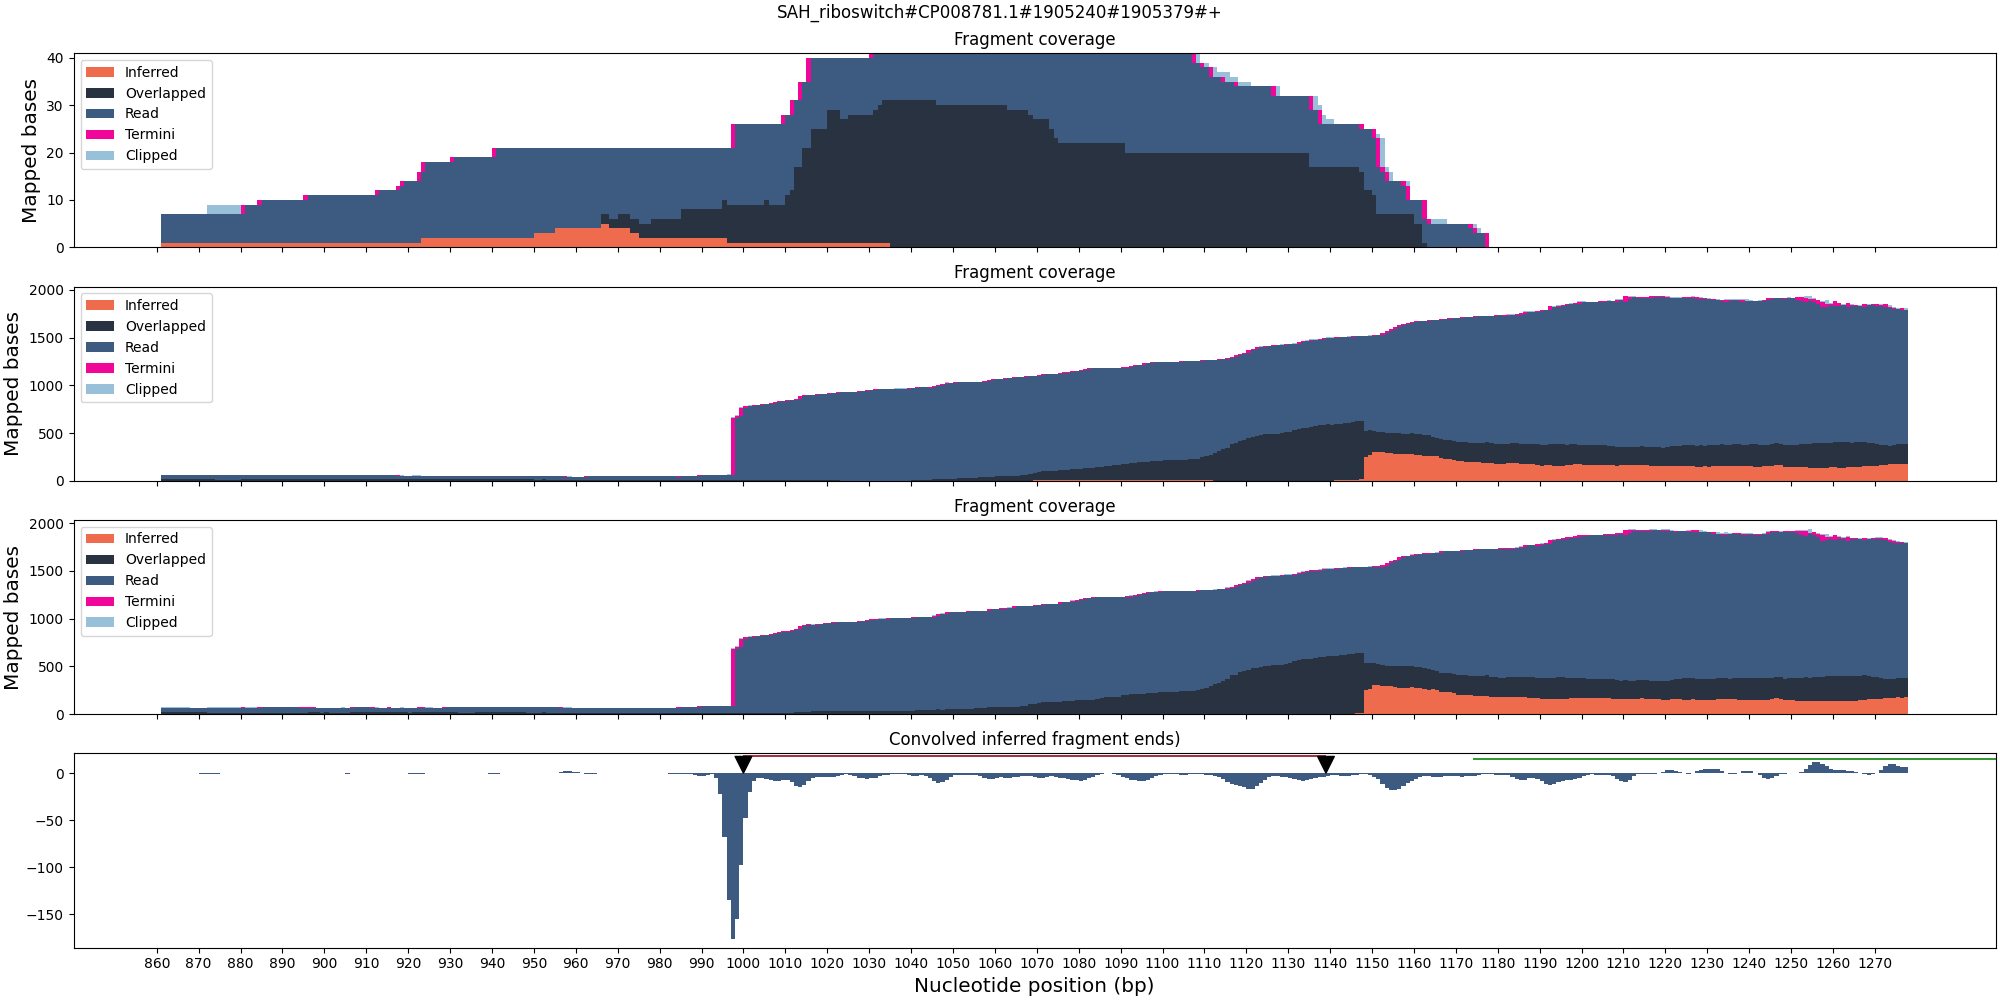 SAH_riboswitch#CP008781.1#1905240#1905379#+
Fragment coverage
Mapped bases
40
30
20
10
0
Inferred
Overlapped
Read
Termini
Clipped
Fragment coverage
Mapped bases
2000
1500
1000
500
0
Inferred
Overlapped
Read
Termini
Clipped
Fragment coverage
Mapped bases
2000
1500
1000
500
0
Inferred
Overlapped
Read
Termini
Clipped
Convolved inferred fragment ends)
0
−50
−100
−150
860 870 880 890 900 910 920 930 940 950 960 970 980 990 1000 1010 1020 1030 1040 1050 1060 1070 1080 1090 1100 1110 1120 1130 1140 1150 1160 1170 1180 1190 1200 1210 1220 1230 1240 1250 1260 1270
Nucleotide position (bp)